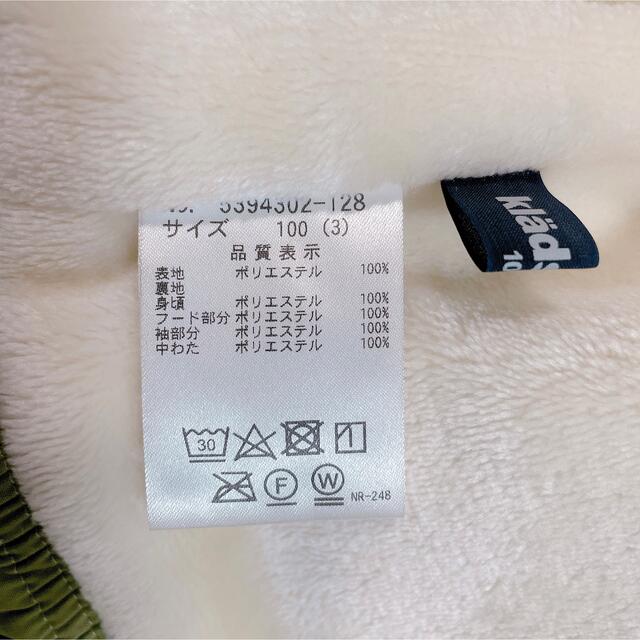 5394302-128
サイズ 100 (3)
品質表示
表地 ポリエステル 100%
裏地
身頃 ポリエステル 100%
フード部分 ポリエステル 100%
袖部分 ポリエステル 100%
中わた ポリエステル 100%
30
F
W
NR-248
kläds
10